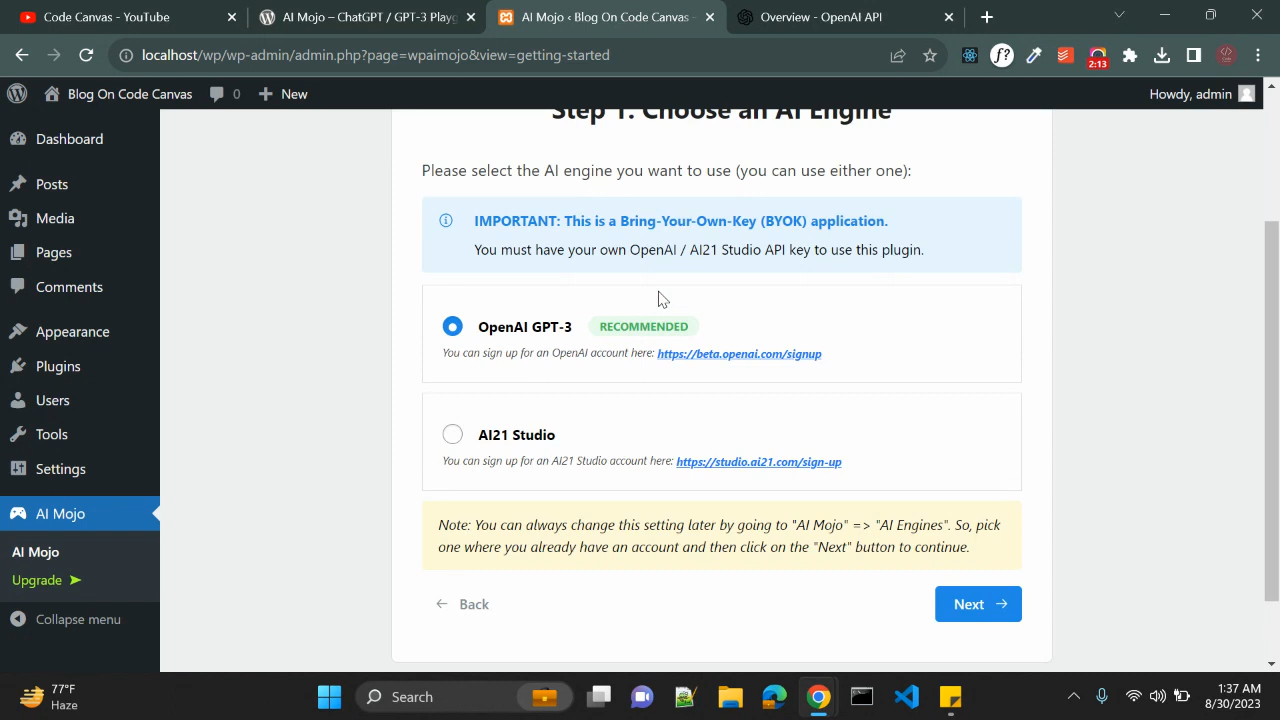 Code Canvas - YouTube
AI Mojo – ChatGPT / GPT-3 Playg
AI Mojo ‹ Blog On Code Canvas –
Overview - OpenAI API
localhost/wp/wp-admin/admin.php?page=wpaimojo&view=getting-started
f?
2:13
Blog On Code Canvas
0
New
Howdy, admin
Dashboard
Posts
Media
Pages
Comments
Appearance
Plugins
Users
Tools
Settings
AI Mojo
AI Mojo
Upgrade ➤
Collapse menu
Step 1: Choose an AI Engine
Please select the AI engine you want to use (you can use either one):
IMPORTANT: This is a Bring-Your-Own-Key (BYOK) application.
You must have your own OpenAI / AI21 Studio API key to use this plugin.
OpenAI GPT-3 RECOMMENDED
You can sign up for an OpenAI account here: https://beta.openai.com/signup
AI21 Studio
You can sign up for an AI21 Studio account here: https://studio.ai21.com/sign-up
Note: You can always change this setting later by going to "AI Mojo" => "AI Engines". So, pick
one where you already have an account and then click on the "Next" button to continue.
← Back
Next →
77°F
Haze
Search
1:37 AM
8/30/2023